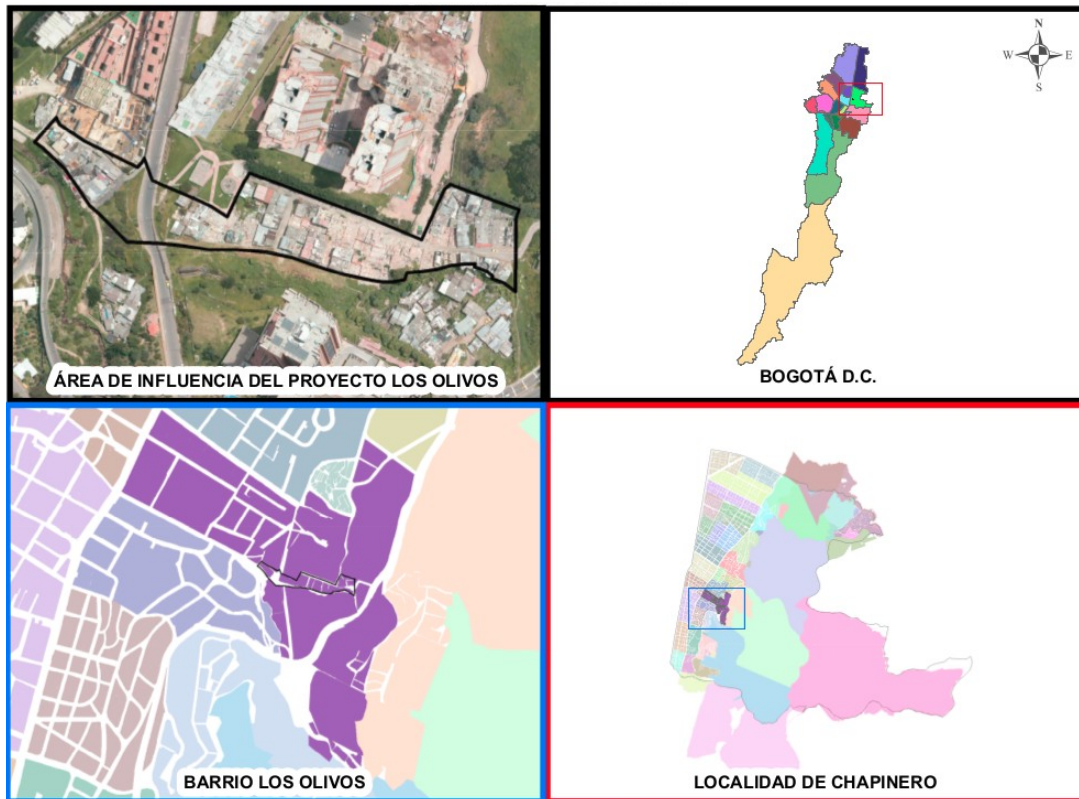 N
W E
S
ÁREA DE INFLUENCIA DEL PROYECTO LOS OLIVOS
BOGOTÁ D.C.
BARRIO LOS OLIVOS
LOCALIDAD DE CHAPINERO